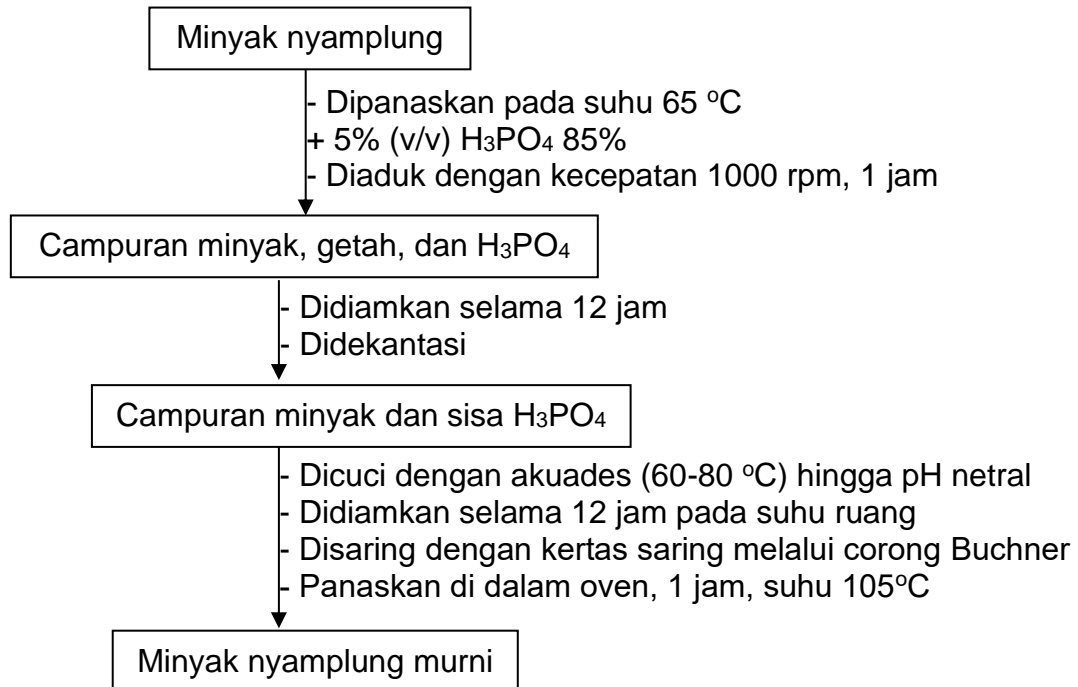 Minyak nyamplung
- Dipanaskan pada suhu 65 ᵒC
+ 5% (v/v) H₃PO₄ 85%
- Diaduk dengan kecepatan 1000 rpm, 1 jam
Campuran minyak, getah, dan H₃PO₄
- Didiamkan selama 12 jam
- Didekantasi
Campuran minyak dan sisa H₃PO₄
- Dicuci dengan akuades (60-80 ᵒC) hingga pH netral
- Didiamkan selama 12 jam pada suhu ruang
- Disaring dengan kertas saring melalui corong Buchner
- Panaskan di dalam oven, 1 jam, suhu 105ᵒC
Minyak nyamplung murni